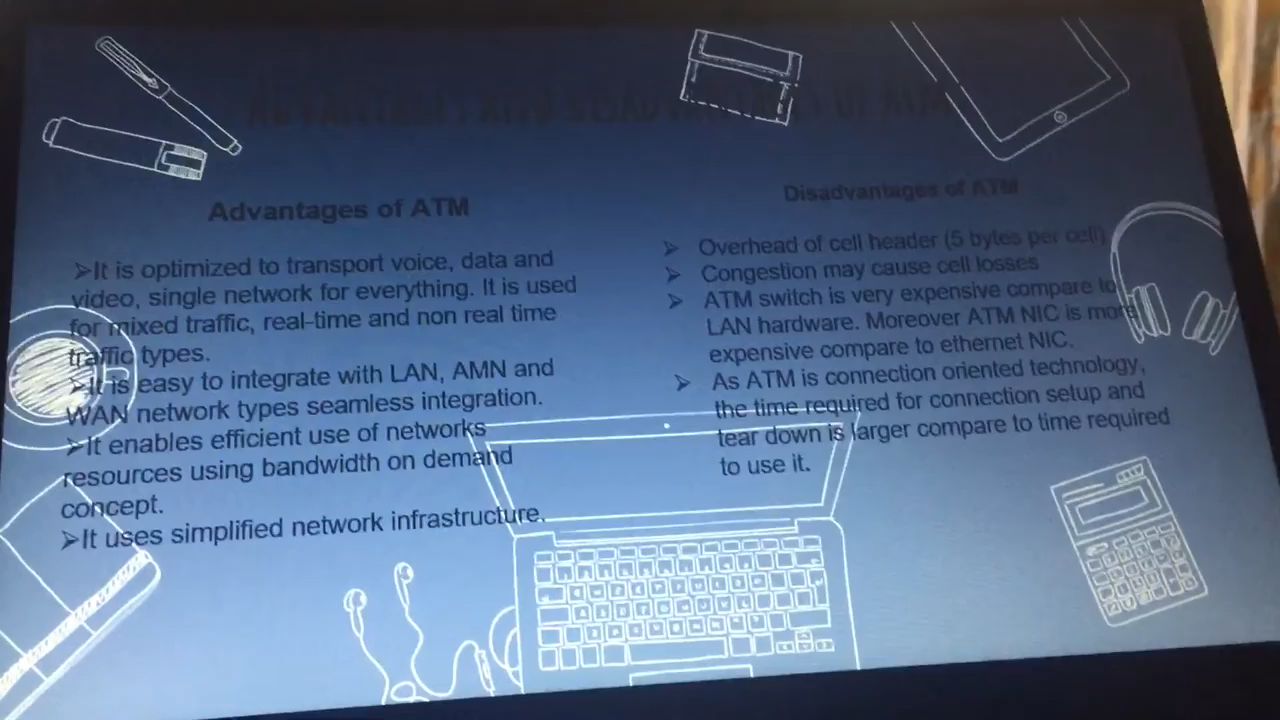 Advantages of ATM
➢It is optimized to transport voice, data and
video, single network for everything. It is used
for mixed traffic, real-time and non real time
traffic types.
➢It is easy to integrate with LAN, AMN and
WAN network types seamless integration.
➢It enables efficient use of networks
resources using bandwidth on demand
concept.
➢It uses simplified network infrastructure.
Disadvantages of ATM
➢ Overhead of cell header (5 bytes per cell)
➢ Congestion may cause cell losses
➢ ATM switch is very expensive compare to
LAN hardware. Moreover ATM NIC is more
expensive compare to ethernet NIC.
➢ As ATM is connection oriented technology,
the time required for connection setup and
tear down is larger compare to time required
to use it.